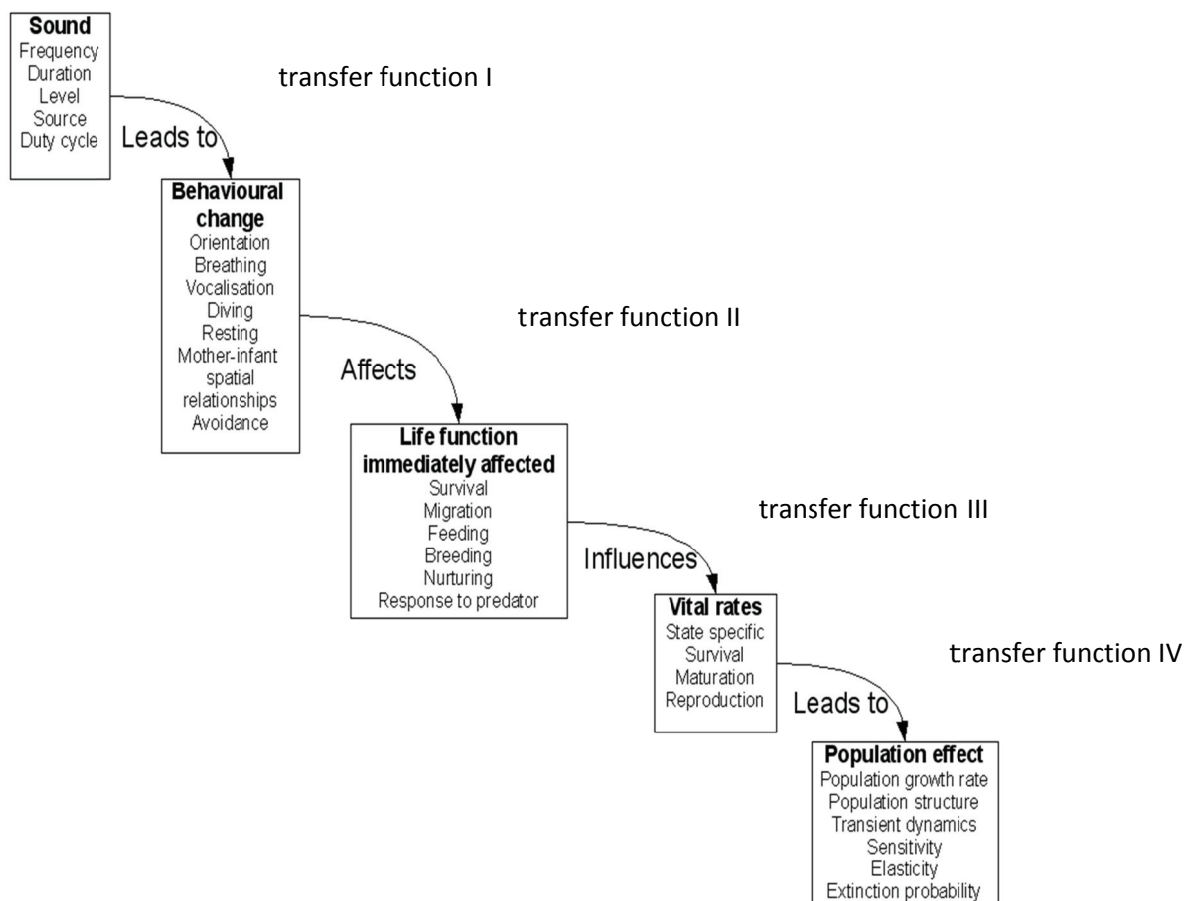 Sound
Frequency
Duration
Level
Source
Duty cycle
transfer function I
Leads to
Behavioural
change
Orientation
Breathing
Vocalisation
Diving
Resting
Mother-infant
spatial
relationships
Avoidance
transfer function II
Affects
Life function
immediately affected
Survival
Migration
Feeding
Breeding
Nurturing
Response to predator
transfer function III
Influences
Vital rates
State specific
Survival
Maturation
Reproduction
transfer function IV
Leads to
Population effect
Population growth rate
Population structure
Transient dynamics
Sensitivity
Elasticity
Extinction probability